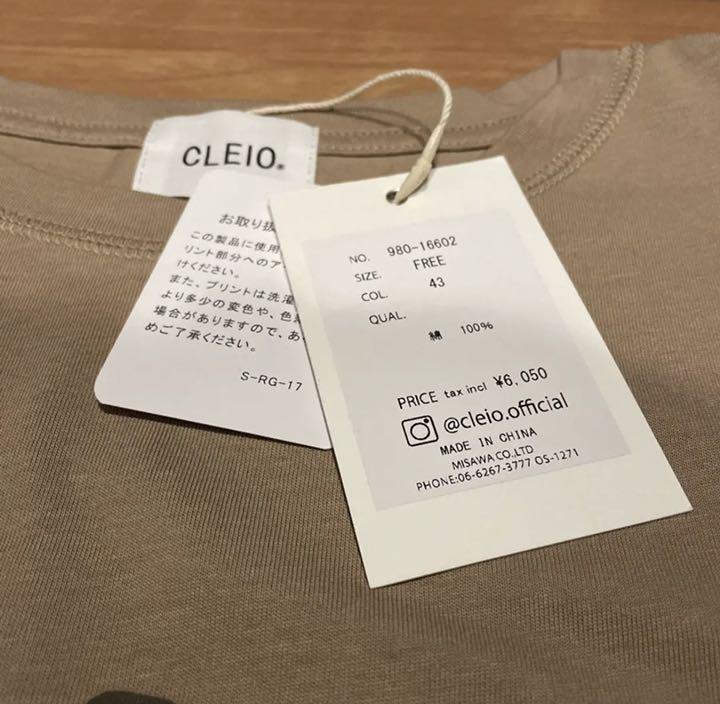 CLEIO.
お取り扱
この製品に使用
リント部分へのア
けください。
また、プリントは洗濯
より多少の変色や、色
場合がありますので、あ
めご了承ください。
S-RG-17
NO. 980-16602
SIZE. FREE
COL. 43
QUAL.
綿 100%
PRICE tax incl ¥6,050
@cleio.official
MADE IN CHINA
MISAWA CO.,LTD
PHONE:06-6267-3777 OS-1271